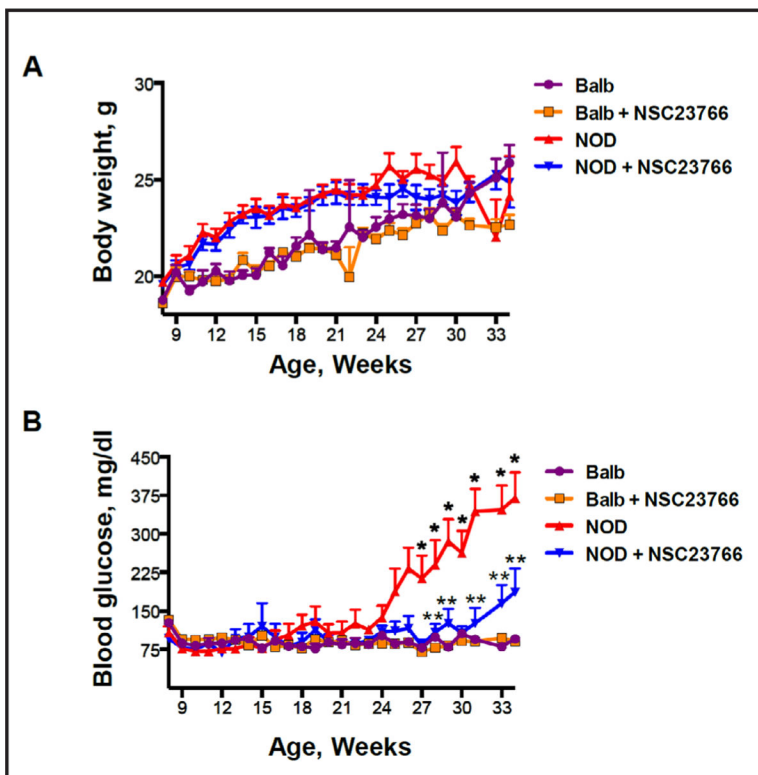 A
Body weight, g
30
25
20
9 12 15 18 21 24 27 30 33
Age, Weeks
Balb
Balb + NSC23766
NOD
NOD + NSC23766
B
Blood glucose, mg/dl
450
375
300
225
150
75
* * * * * * *
** ** ** ** **
9 12 15 18 21 24 27 30 33
Age, Weeks
Balb
Balb + NSC23766
NOD
NOD + NSC23766